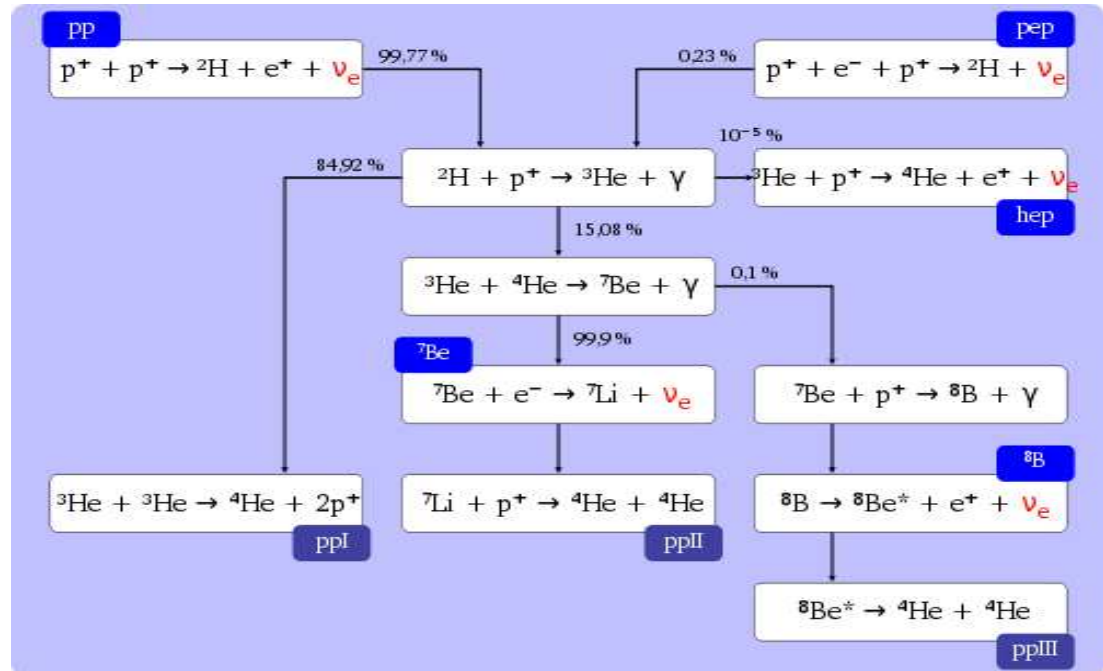 pp
p⁺ + p⁺ → ²H + e⁺ + νₑ
99,77 %
pep
0,23 %
p⁺ + e⁻ + p⁺ → ²H + νₑ
84,92 %
²H + p⁺ → ³He + γ
10⁻⁵ %
³He + p⁺ → ⁴He + e⁺ + νₑ
hep
15,08 %
³He + ⁴He → ⁷Be + γ
0,1 %
99,9 %
⁷Be
⁷Be + e⁻ → ⁷Li + νₑ
⁷Be + p⁺ → ⁸B + γ
³He + ³He → ⁴He + 2p⁺
ppI
⁷Li + p⁺ → ⁴He + ⁴He
ppII
⁸B
⁸B → ⁸Be* + e⁺ + νₑ
⁸Be* → ⁴He + ⁴He
ppIII